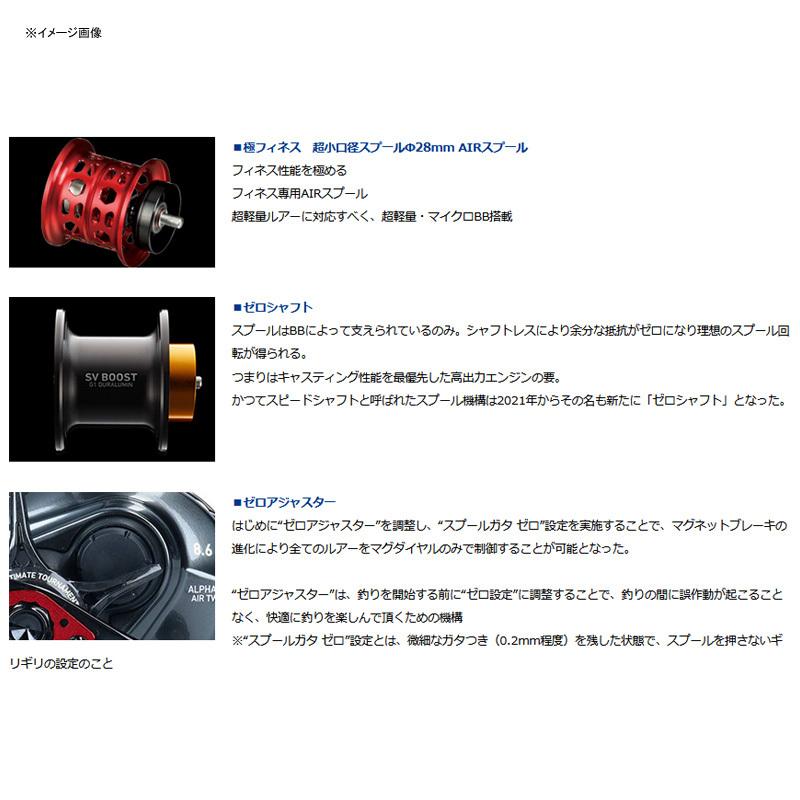 ※イメージ画像
■極フィネス　超小口径スプールΦ28mm AIRスプール
フィネス性能を極める
フィネス専用AIRスプール
超軽量ルアーに対応すべく、超軽量・マイクロBB搭載
■ゼロシャフト
スプールはBBによって支えられているのみ。シャフトレスにより余分な抵抗がゼロになり理想のスプール回
転が得られる。
つまりはキャスティング性能を最優先した高出力エンジンの要。
かつてスピードシャフトと呼ばれたスプール機構は2021年からその名も新たに「ゼロシャフト」となった。
SV BOOST
G1 DURALUMIN
■ゼロアジャスター
はじめに“ゼロアジャスター”を調整し、“スプールガタ ゼロ”設定を実施することで、マグネットブレーキの
進化により全てのルアーをマグダイヤルのみで制御することが可能となった。
“ゼロアジャスター”は、釣りを開始する前に“ゼロ設定”に調整することで、釣りの間に誤作動が起こること
なく、快適に釣りを楽しんで頂くための機構
※“スプールガタ ゼロ”設定とは、微細なガタつき（0.2mm程度）を残した状態で、スプールを押さないギ
リギリの設定のこと
8.6
TIMATE TOURNAMENT
ALPHA
AIR TW